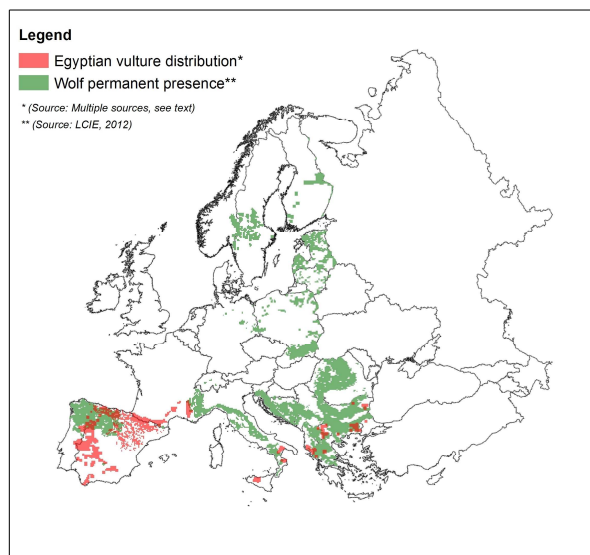 Legend
Egyptian vulture distribution*
Wolf permanent presence**
* (Source: Multiple sources, see text)
** (Source: LCIE, 2012)